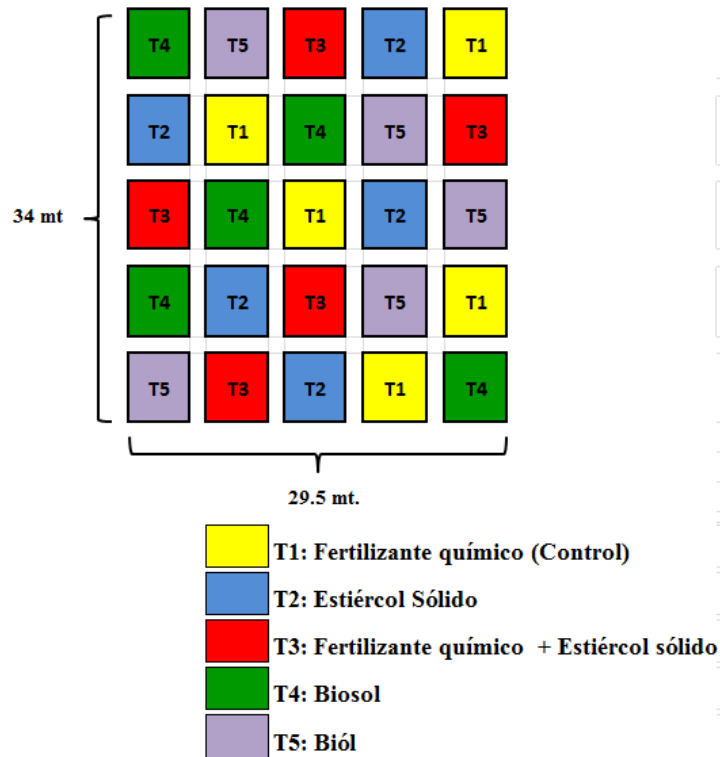 T4 T5 T3 T2 T1
T2 T1 T4 T5 T3
34 mt
T3 T4 T1 T2 T5
T4 T2 T3 T5 T1
T5 T3 T2 T1 T4
29.5 mt.
T1: Fertilizante químico (Control)
T2: Estiércol Sólido
T3: Fertilizante químico + Estiércol sólido
T4: Biosol
T5: Biól